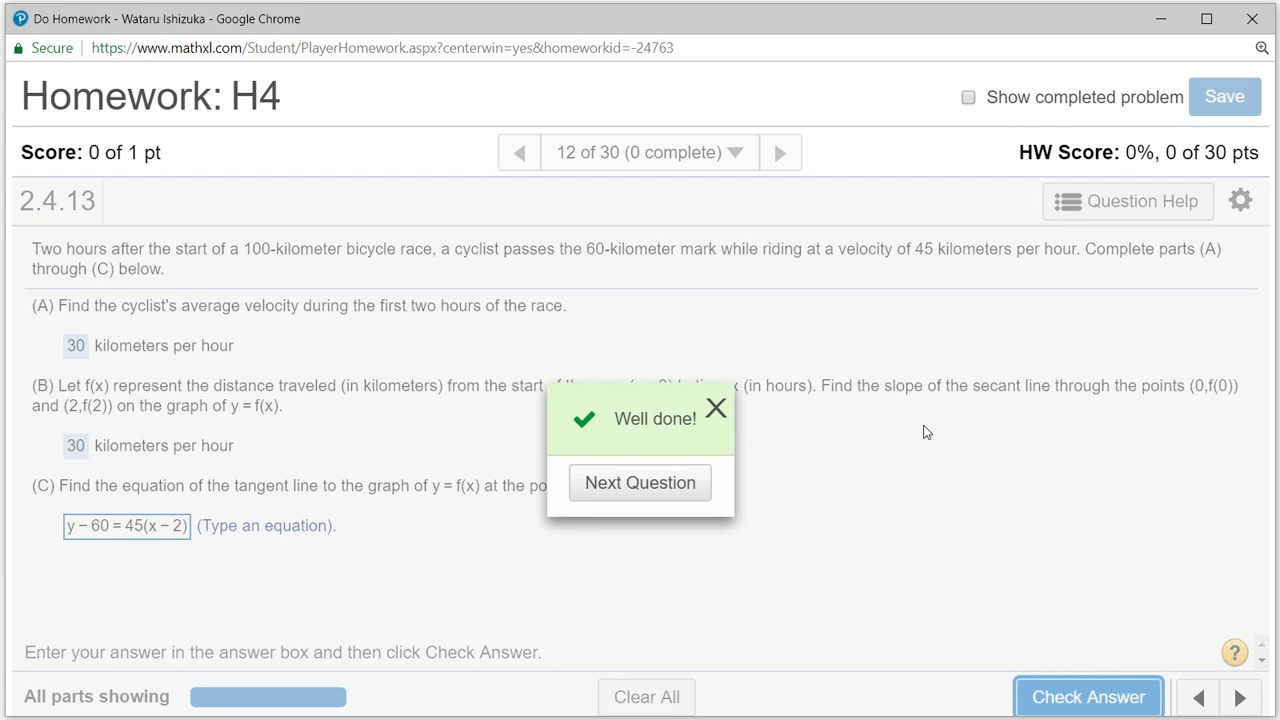 Do Homework - Wataru Ishizuka - Google Chrome
Secure https://www.mathxl.com/Student/PlayerHomework.aspx?centerwin=yes&homeworkid=-24763
Homework: H4
Show completed problem Save
Score: 0 of 1 pt
12 of 30 (0 complete)
HW Score: 0%, 0 of 30 pts
2.4.13
Question Help
Two hours after the start of a 100-kilometer bicycle race, a cyclist passes the 60-kilometer mark while riding at a velocity of 45 kilometers per hour. Complete parts (A)
through (C) below.
(A) Find the cyclist's average velocity during the first two hours of the race.
30 kilometers per hour
(B) Let f(x) represent the distance traveled (in kilometers) from the start x (in hours). Find the slope of the secant line through the points (0,f(0))
and (2,f(2)) on the graph of y = f(x).
30 kilometers per hour
(C) Find the equation of the tangent line to the graph of y = f(x) at the po
y − 60 = 45(x − 2) (Type an equation).
Well done!
Next Question
Enter your answer in the answer box and then click Check Answer.
?
All parts showing
Clear All
Check Answer